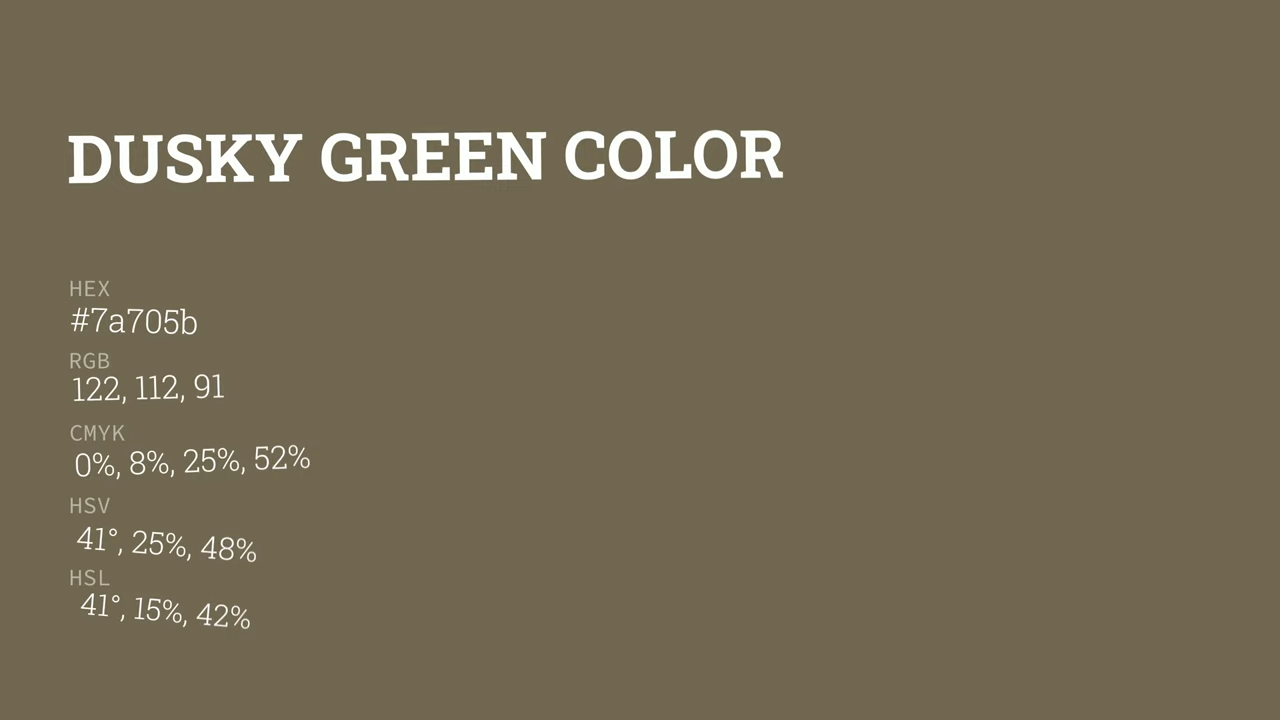 DUSKY GREEN COLOR
HEX
#7a705b
RGB
122, 112, 91
CMYK
0%, 8%, 25%, 52%
HSV
41°, 25%, 48%
HSL
41°, 15%, 42%